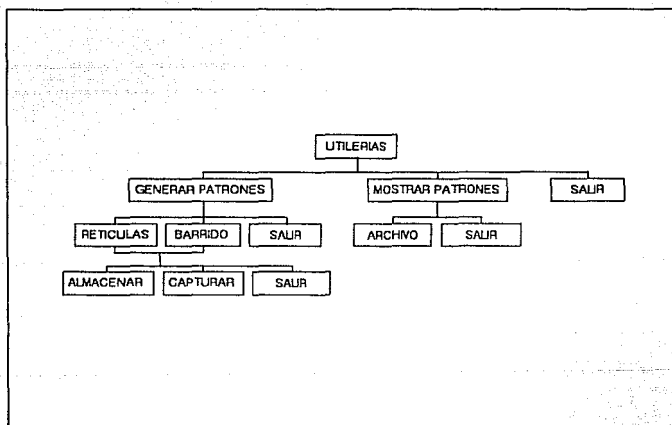 UTILERIAS
GENERAR PATRONES MOSTRAR PATRONES SALIR
RETICULAS BARRIDO SALIR ARCHIVO SALIR
ALMACENAR CAPTURAR SALIR